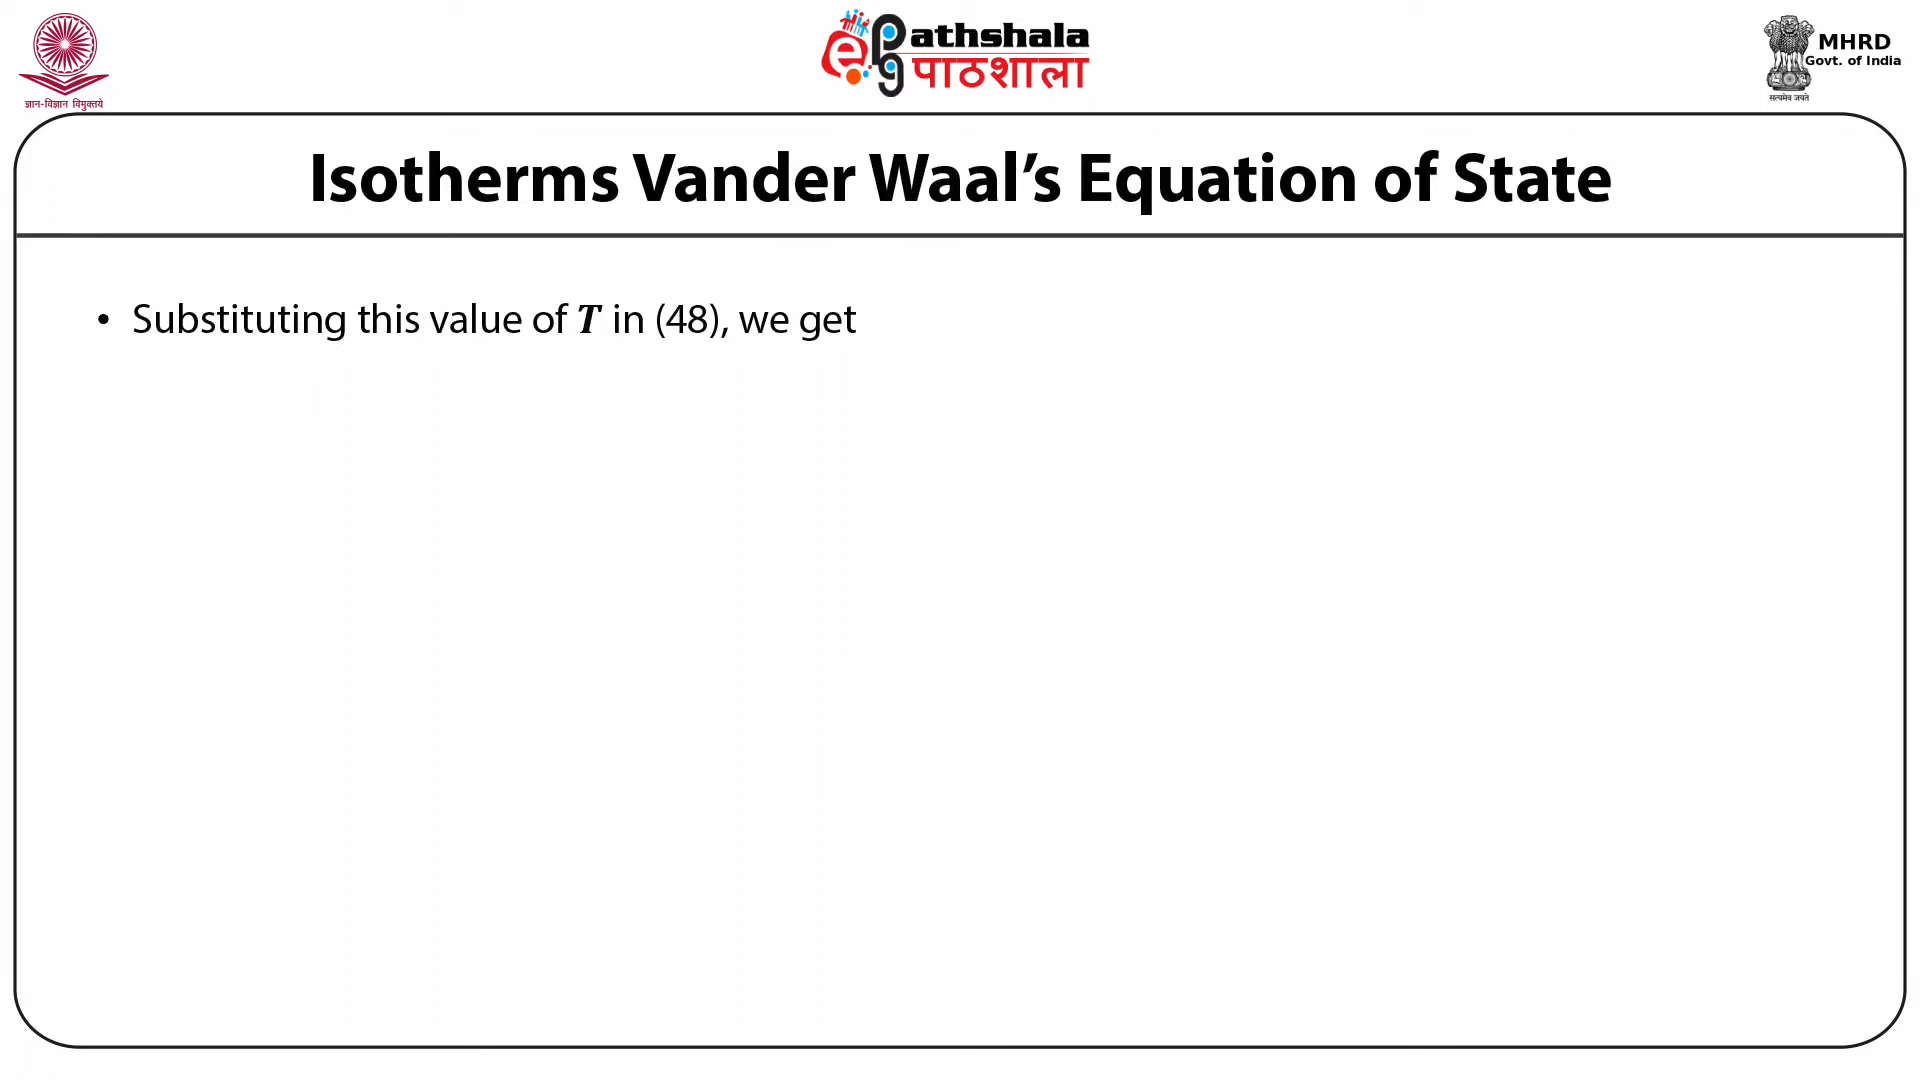 ज्ञान-विज्ञान विमुक्तये
ePathshala
पाठशाला
MHRD
Govt. of India
सत्यमेव जयते
Isotherms Vander Waal’s Equation of State
• Substituting this value of T in (48), we get